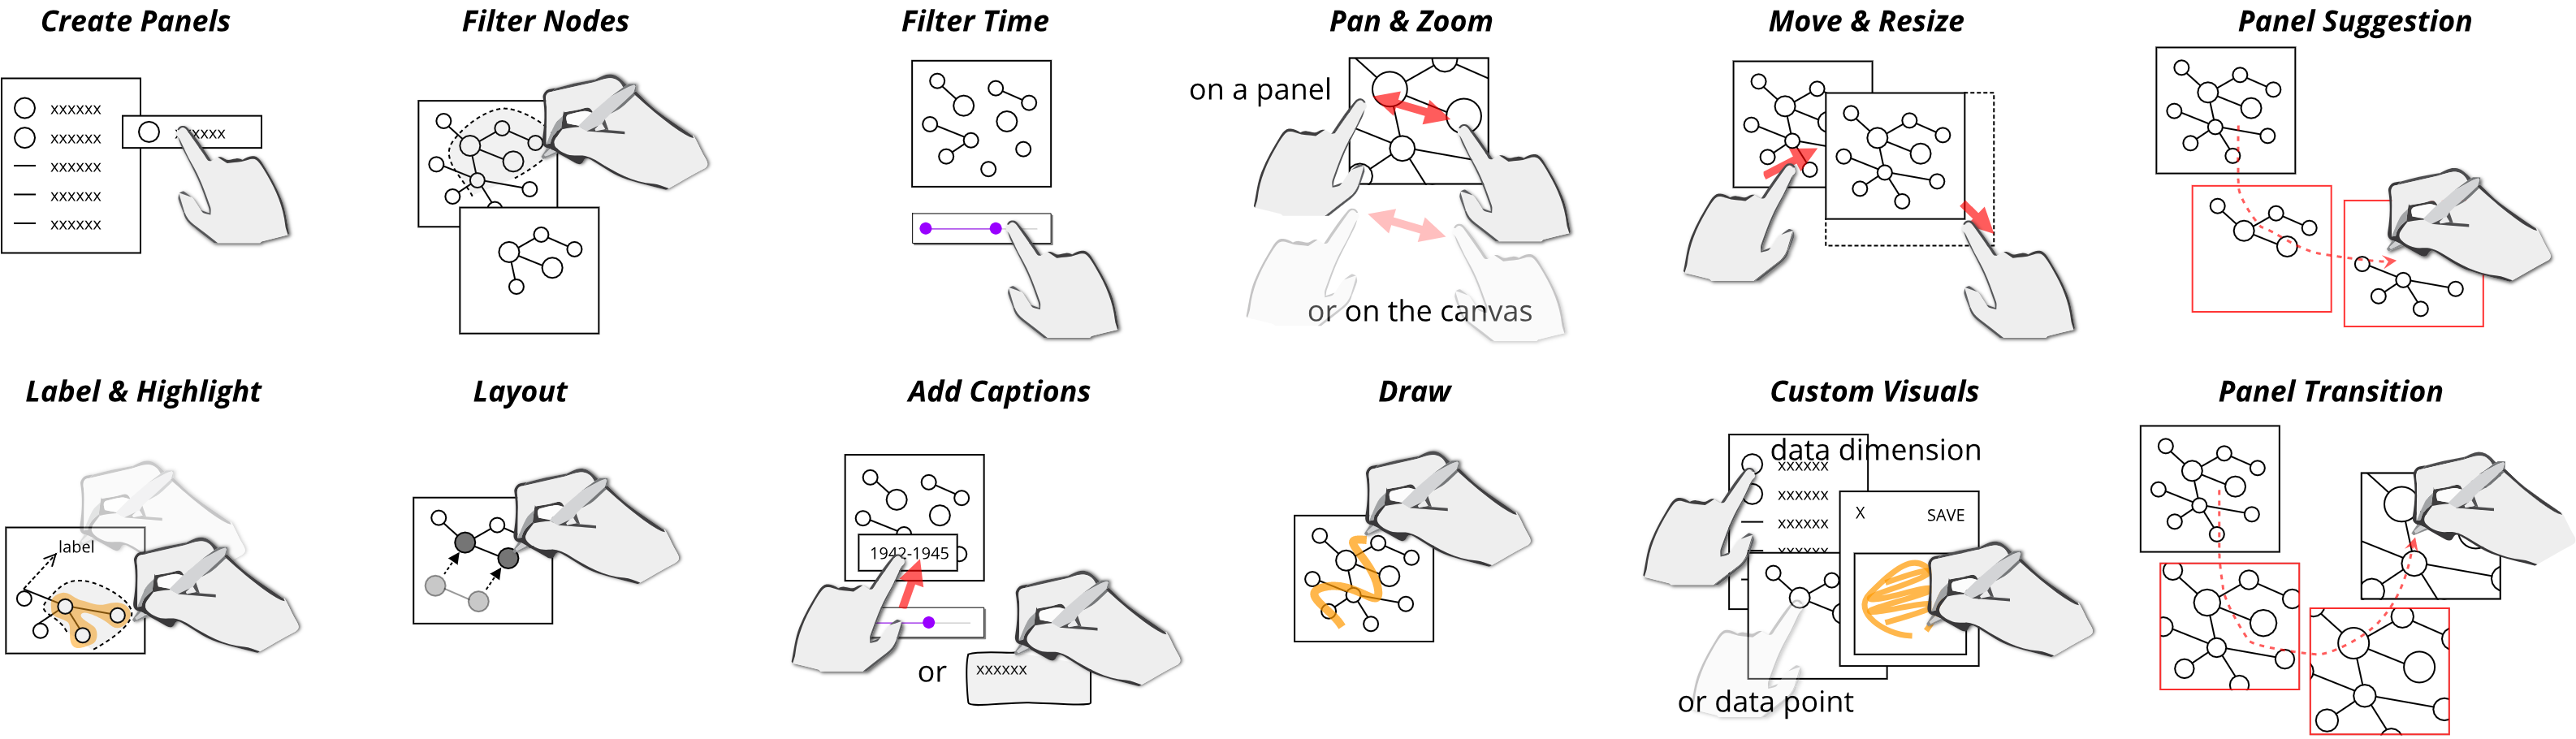 Create Panels
Filter Nodes
Filter Time
Pan & Zoom
Move & Resize
Panel Suggestion
xxxxxx
xxxxxx
xxxxxx
xxxxxx
xxxxxx
on a panel
or on the canvas
Label & Highlight
Layout
Add Captions
Draw
Custom Visuals
Panel Transition
label
1942-1945
or
xxxxxx
data dimension
xxxxxx
xxxxxx
xxxxxx
X
SAVE
or data point